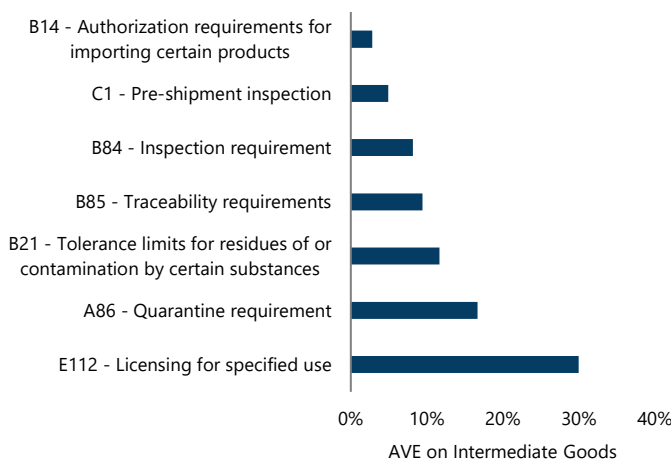 B14 - Authorization requirements for
importing certain products
C1 - Pre-shipment inspection
B84 - Inspection requirement
B85 - Traceability requirements
B21 - Tolerance limits for residues of or
contamination by certain substances
A86 - Quarantine requirement
E112 - Licensing for specified use
0% 10% 20% 30% 40%
AVE on Intermediate Goods